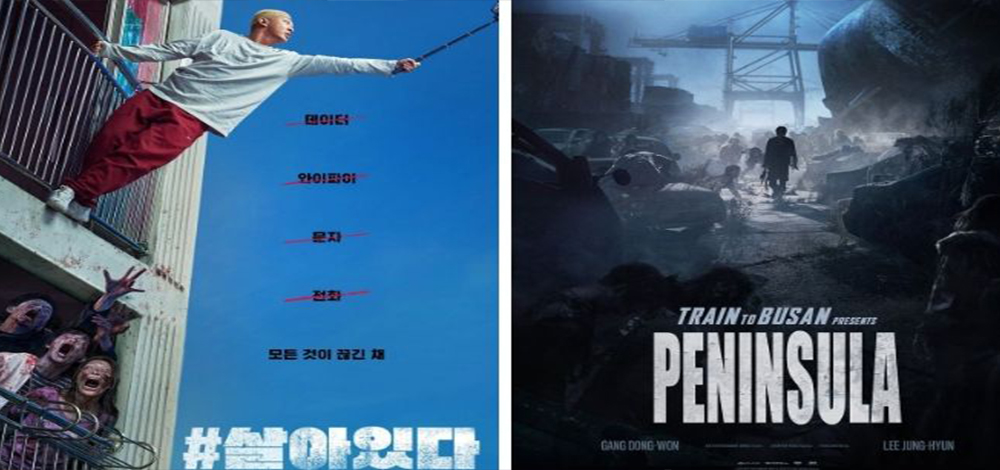 데이터
와이파이
문자
전화
모든 것이 끊긴 채
#살아있다
TRAIN TO BUSAN PRESENTS
PENINSULA
GANG DONG-WON
LEE JUNG-HYUN